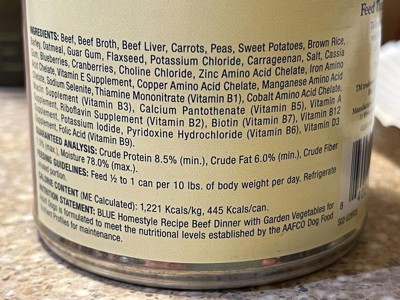 Feed
INGREDIENTS: Beef, Beef Broth, Beef Liver, Carrots, Peas, Sweet Potatoes, Brown Rice,
Barley, Oatmeal, Guar Gum, Flaxseed, Potassium Chloride, Carrageenan, Salt, Cassia
Gum, Blueberries, Cranberries, Choline Chloride, Zinc Amino Acid Chelate, Iron Amino
Acid Chelate, Vitamin E Supplement, Copper Amino Acid Chelate, Manganese Amino Acid
Chelate, Sodium Selenite, Thiamine Mononitrate (Vitamin B1), Cobalt Amino Acid Chelate,
Niacin Supplement (Vitamin B3), Calcium Pantothenate (Vitamin B5), Vitamin A
Supplement, Riboflavin Supplement (Vitamin B2), Biotin (Vitamin B7), Vitamin B12
Supplement, Potassium Iodide, Pyridoxine Hydrochloride (Vitamin B6), Vitamin D3
Supplement, Folic Acid (Vitamin B9).
GUARANTEED ANALYSIS: Crude Protein 8.5% (min.), Crude Fat 6.0% (min.), Crude Fiber
(max.), Moisture 78.0% (max.).
FEEDING GUIDELINES: Feed ½ to 1 can per 10 lbs. of body weight per day. Refrigerate
unused portion.
CALORIE CONTENT (ME Calculated): 1,221 Kcals/kg, 445 Kcals/can.
STATEMENT: BLUE Homestyle Recipe Beef Dinner with Garden Vegetables for
Dogs is formulated to meet the nutritional levels established by the AAFCO Dog Food
Profiles for maintenance.